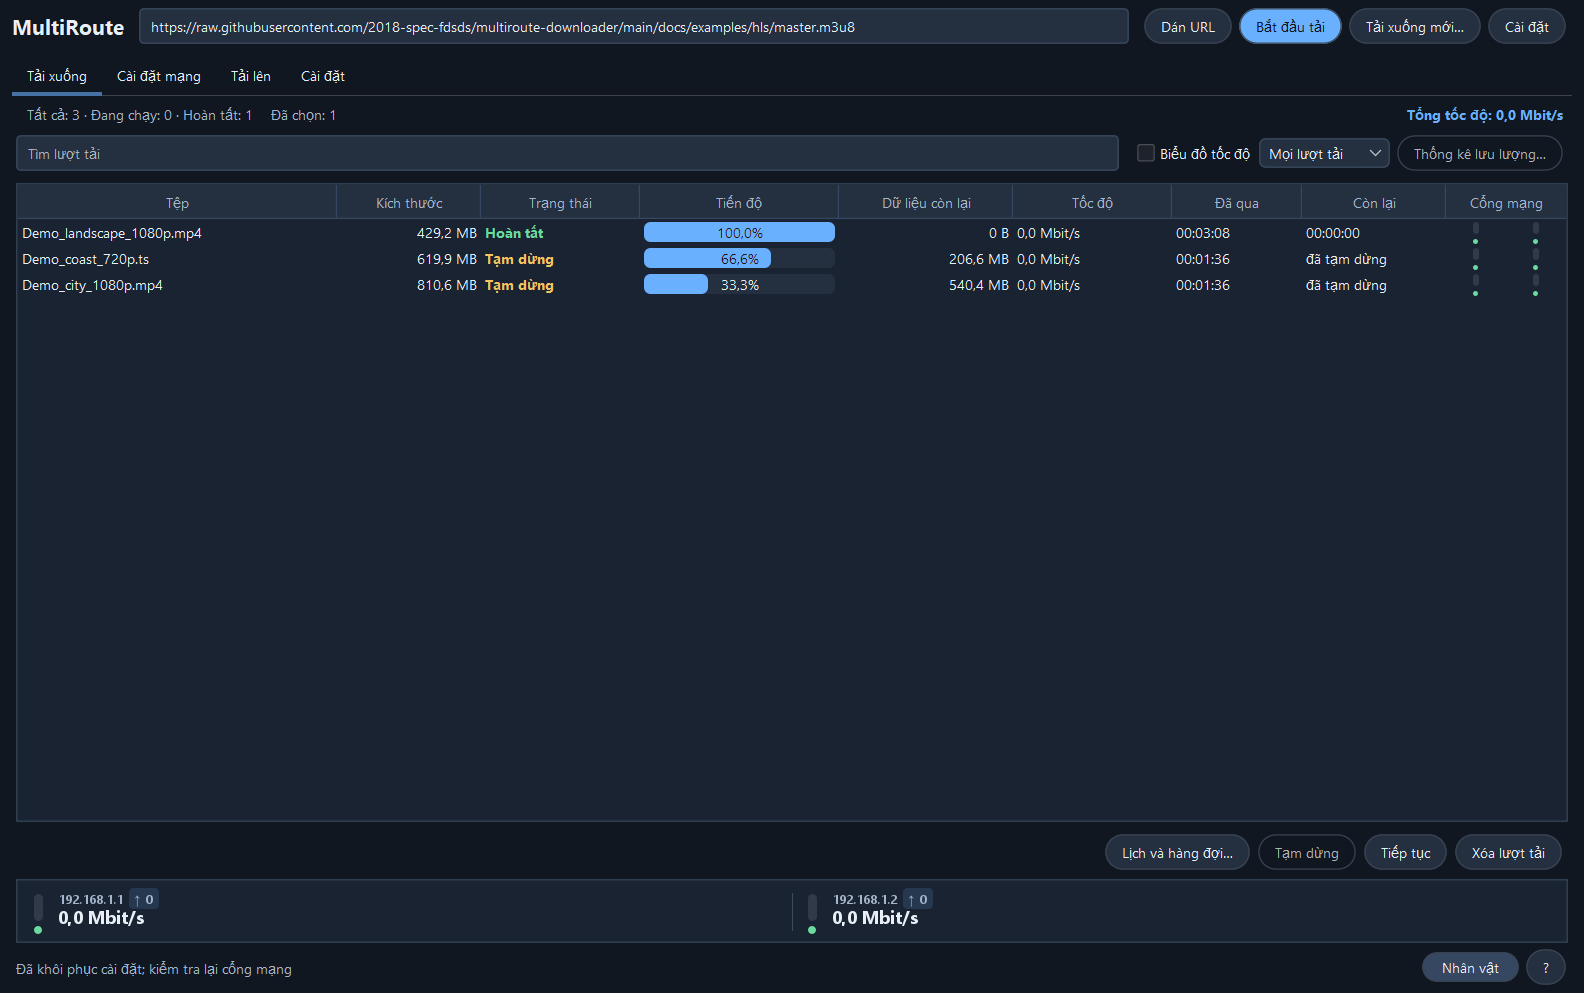 MultiRoute https://raw.githubusercontent.com/2018-spec-fdsds/multiroute-downloader/main/docs/examples/hls/master.m3u8 Dán URL Bắt đầu tải Tải xuống mới... Cài đặt
Tải xuống Cài đặt mạng Tải lên Cài đặt
Tất cả: 3 · Đang chạy: 0 · Hoàn tất: 1 Đã chọn: 1 Tổng tốc độ: 0,0 Mbit/s
Tìm lượt tải Biểu đồ tốc độ Mọi lượt tải Thống kê lưu lượng...
Tệp Kích thước Trạng thái Tiến độ Dữ liệu còn lại Tốc độ Đã qua Còn lại Cổng mạng
Demo_landscape_1080p.mp4 429,2 MB Hoàn tất 100,0% 0 B 0,0 Mbit/s 00:03:08 00:00:00
Demo_coast_720p.ts 619,9 MB Tạm dừng 66,6% 206,6 MB 0,0 Mbit/s 00:01:36 đã tạm dừng
Demo_city_1080p.mp4 810,6 MB Tạm dừng 33,3% 540,4 MB 0,0 Mbit/s 00:01:36 đã tạm dừng
Lịch và hàng đợi... Tạm dừng Tiếp tục Xóa lượt tải
192.168.1.1 ↑ 0 192.168.1.2 ↑ 0
0,0 Mbit/s 0,0 Mbit/s
Đã khôi phục cài đặt; kiểm tra lại cổng mạng Nhân vật ?